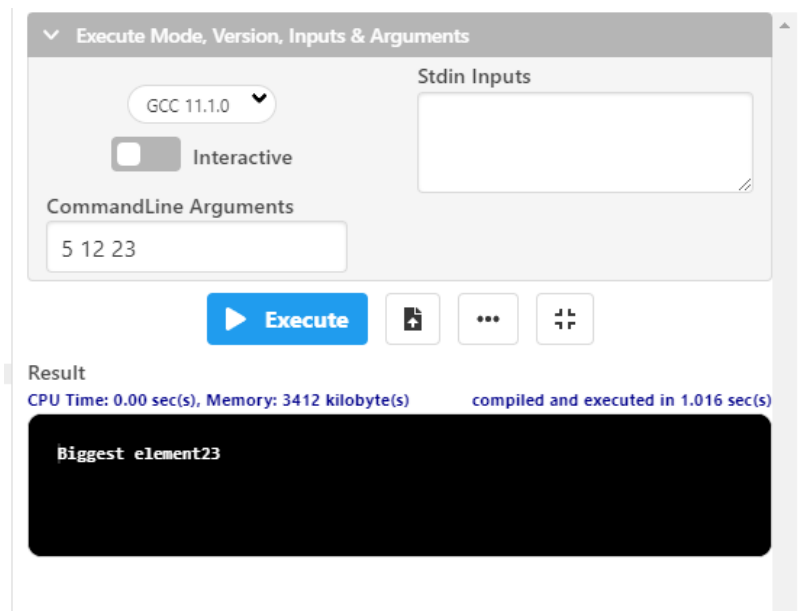 Execute Mode, Version, Inputs & Arguments
GCC 11.1.0
Stdin Inputs
Interactive
CommandLine Arguments
5 12 23
Execute
Result
CPU Time: 0.00 sec(s), Memory: 3412 kilobyte(s)
compiled and executed in 1.016 sec(s)
Biggest element23